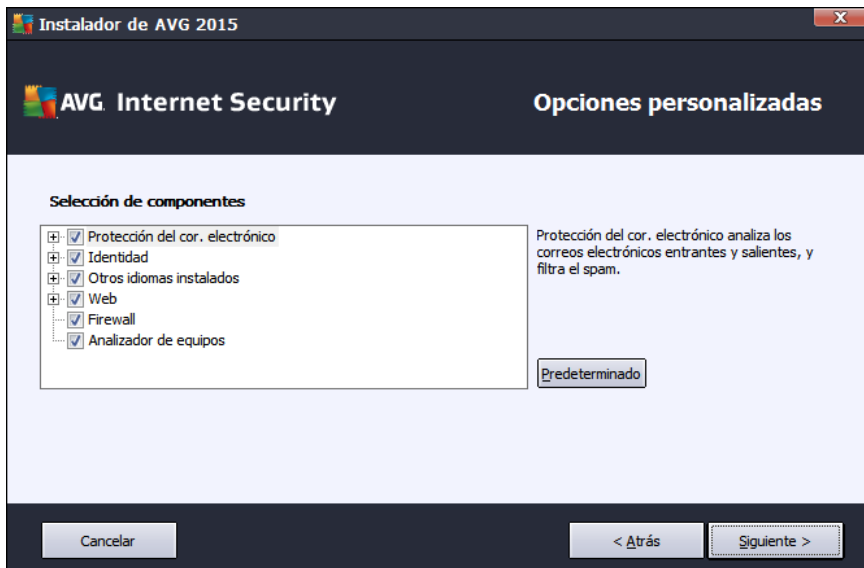 Instalador de AVG 2015
AVG Internet Security
Opciones personalizadas
Selección de componentes
Protección del cor. electrónico
Identidad
Otros idiomas instalados
Web
Firewall
Analizador de equipos
Protección del cor. electrónico analiza los
correos electrónicos entrantes y salientes, y
filtra el spam.
Predeterminado
Cancelar
< Atrás
Siguiente >